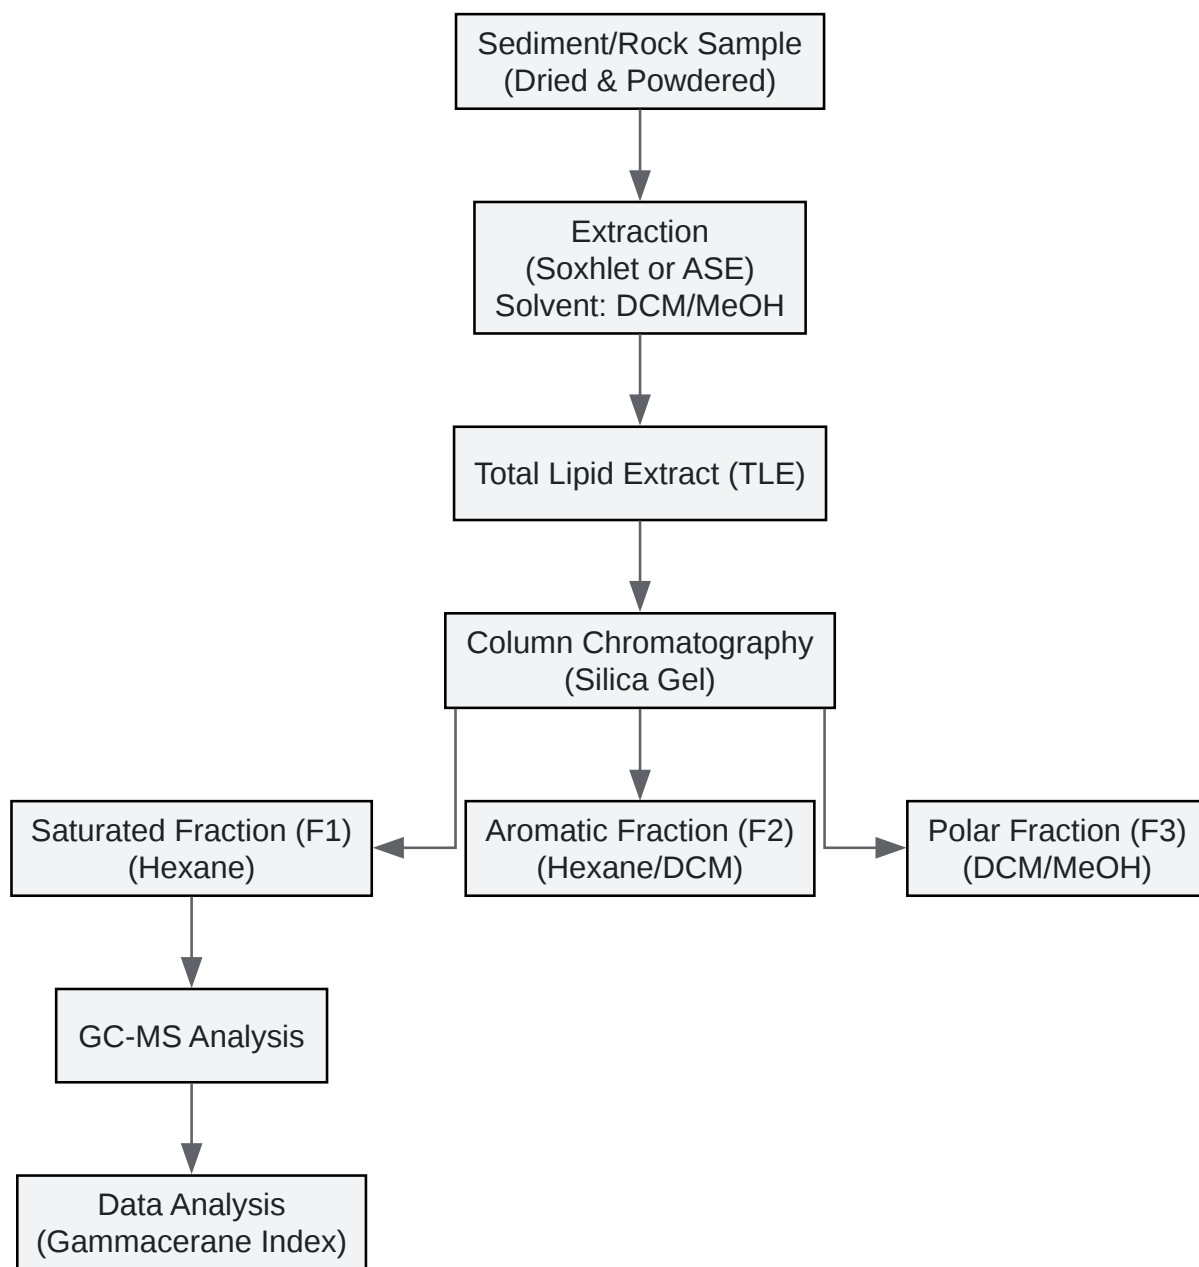 Sediment/Rock Sample
(Dried & Powdered)
Extraction
(Soxhlet or ASE)
Solvent: DCM/MeOH
Total Lipid Extract (TLE)
Column Chromatography
(Silica Gel)
Saturated Fraction (F1)
(Hexane)
Aromatic Fraction (F2)
(Hexane/DCM)
Polar Fraction (F3)
(DCM/MeOH)
GC-MS Analysis
Data Analysis
(Gammacerane Index)